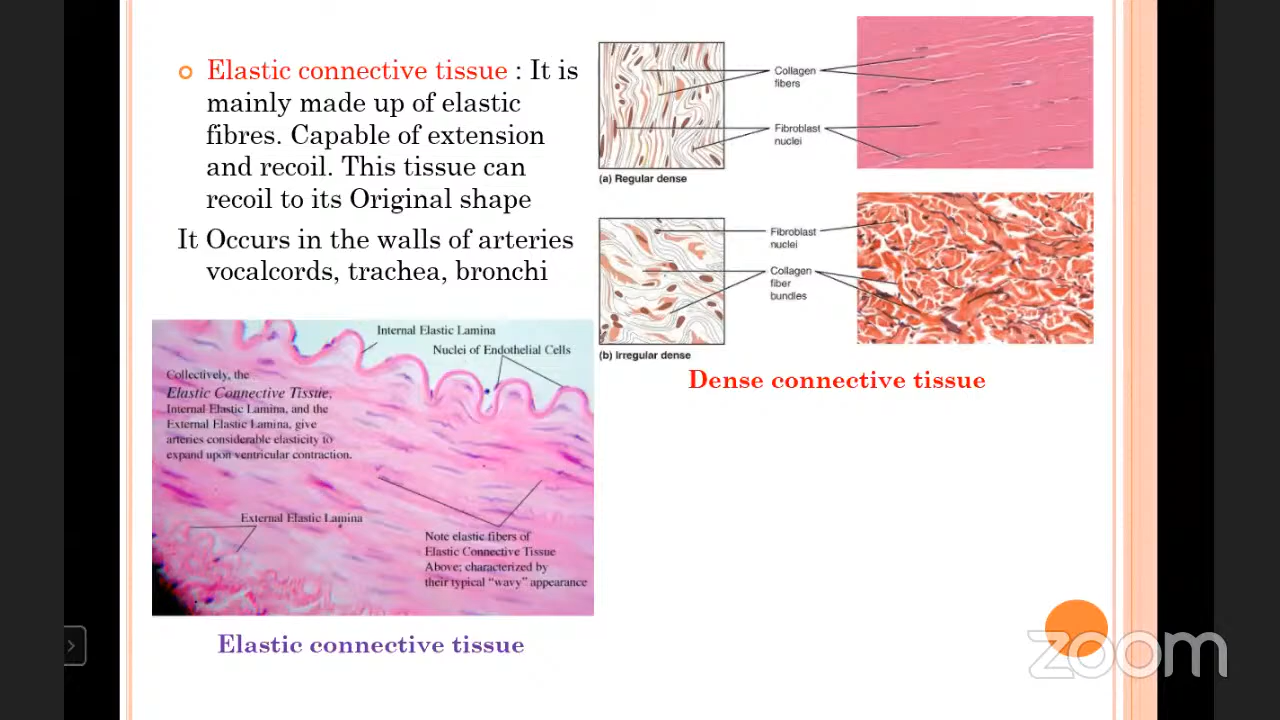 Elastic connective tissue : It is
mainly made up of elastic
fibres. Capable of extension
and recoil. This tissue can
recoil to its Original shape
It Occurs in the walls of arteries
vocalcords, trachea, bronchi
Internal Elastic Lamina
Nuclei of Endothelial Cells
Collectively, the
Elastic Connective Tissue,
Internal Elastic Lamina, and the
External Elastic Lamina, give
arteries considerable elasticity to
expand upon ventricular contraction.
External Elastic Lamina
Note elastic fibers of
Elastic Connective Tissue
Above; characterized by
their typical “wavy” appearance
Elastic connective tissue
Collagen
fibers
Fibroblast
nuclei
(a) Regular dense
Fibroblast
nuclei
Collagen
fiber
bundles
(b) Irregular dense
Dense connective tissue
zoom